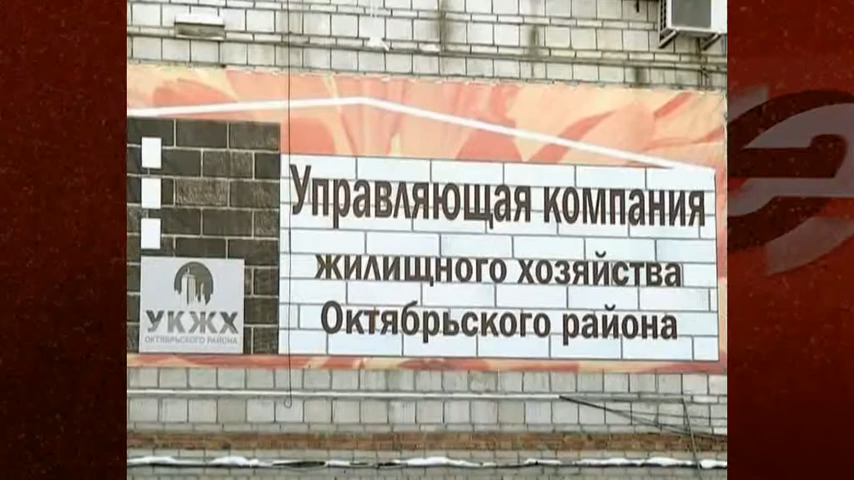 Управляющая компания
жилищного хозяйства
Октябрьского района
УКЖХ
ОКТЯБРЬСКОГО РАЙОНА